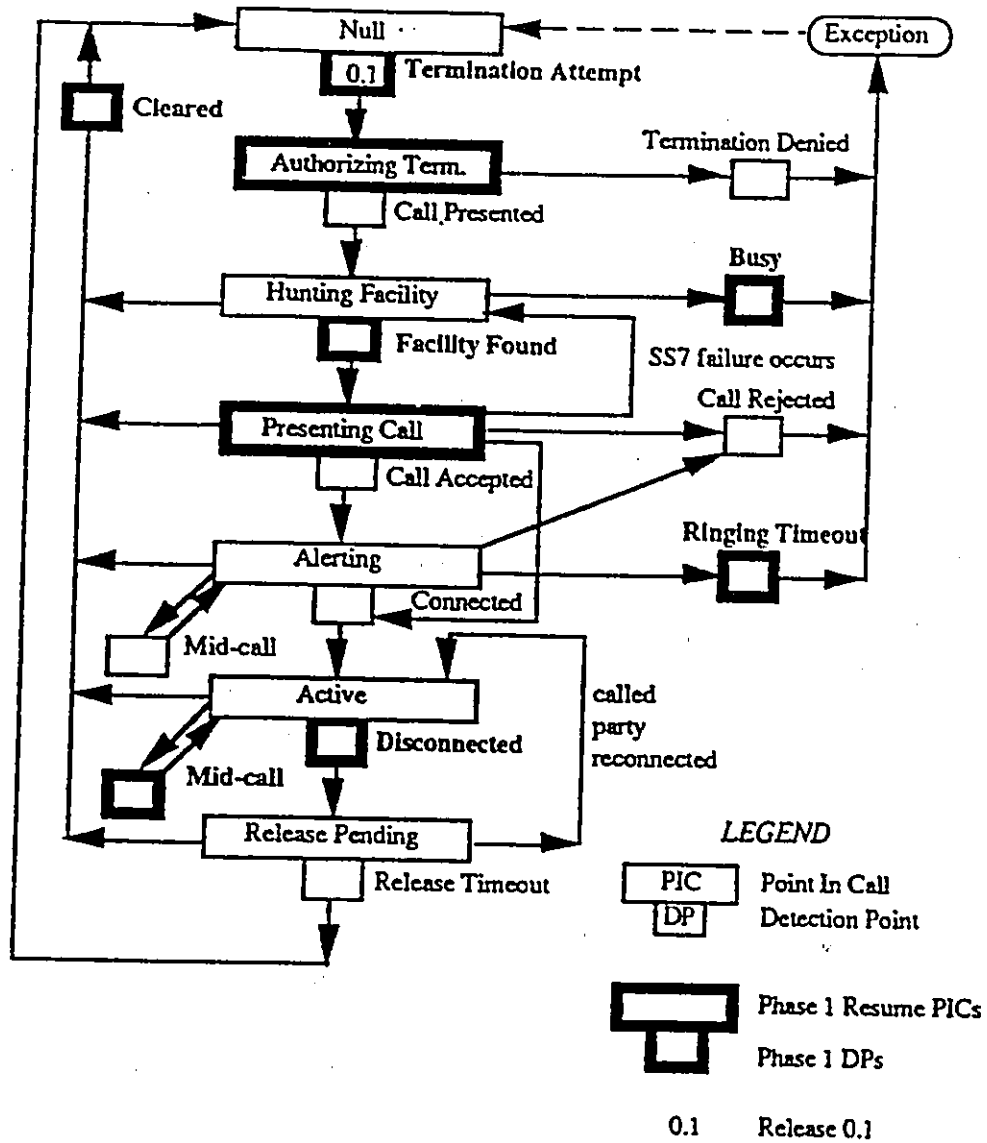 Null
Exception
0.1
Termination Attempt
Cleared
Authorizing Term.
Termination Denied
Call Presented
Hunting Facility
Busy
Facility Found
SS7 failure occurs
Call Rejected
Presenting Call
Call Accepted
Alerting
Ringing Timeout
Connected
Mid-call
Active
called
party
reconnected
Disconnected
Mid-call
Release Pending
Release Timeout
LEGEND
PIC
Point In Call
DP
Detection Point
Phase 1 Resume PICs
Phase 1 DPs
0.1 Release 0.1